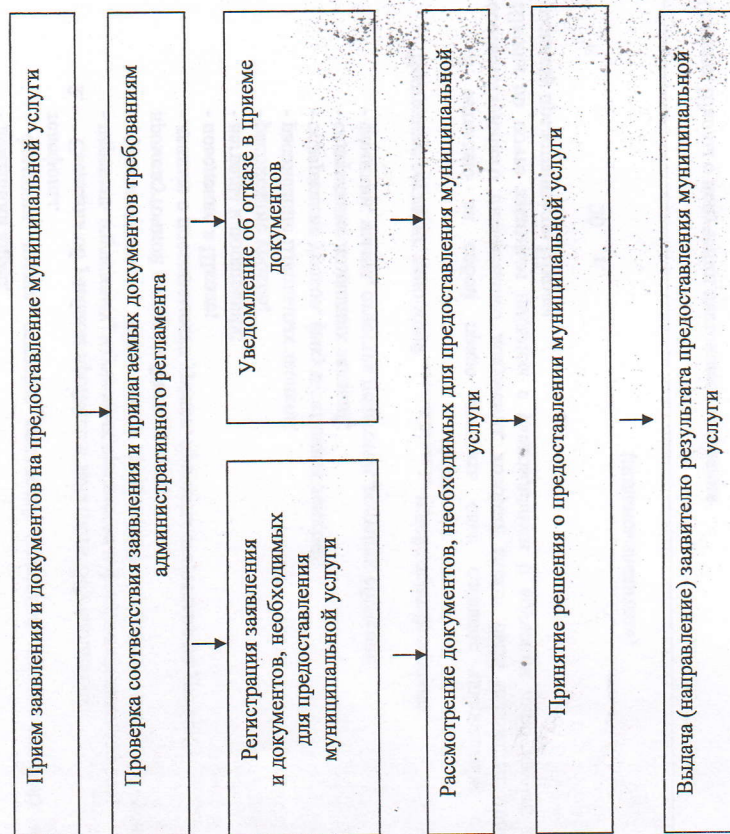 Прием заявления и документов на предоставление муниципальной услуги
Проверка соответствия заявления и прилагаемых документов требованиям
административного регламента
Регистрация заявления
и документов, необходимых
для предоставления
муниципальной услуги
Уведомление об отказе в приеме
документов
Рассмотрение документов, необходимых для предоставления муниципальной
услуги
Принятие решения о предоставлении муниципальной услуги
Выдача (направление) заявителю результата предоставления муниципальной
услуги